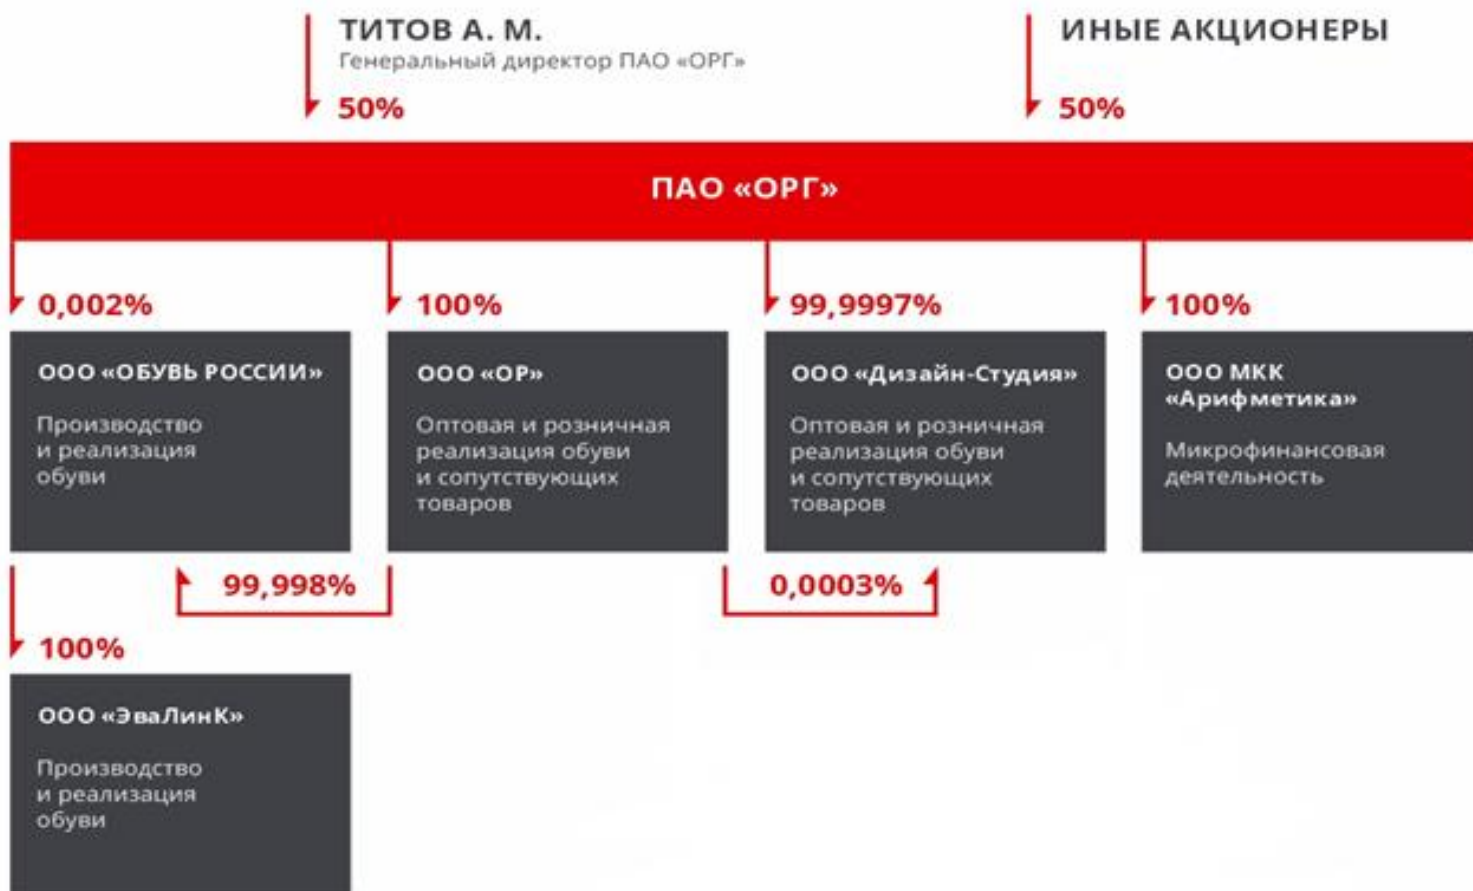 ТИТОВ А. М.
Генеральный директор ПАО «ОРГ»
50%
ИНЫЕ АКЦИОНЕРЫ
50%
ПАО «ОРГ»
0,002%
ООО «ОБУВЬ РОССИИ»
Производство
и реализация
обуви
100%
ООО «ОР»
Оптовая и розничная
реализация обуви
и сопутствующих
товаров
99,9997%
ООО «Дизайн-Студия»
Оптовая и розничная
реализация обуви
и сопутствующих
товаров
100%
ООО МКК
«Арифметика»
Микрофинансовая
деятельность
99,998%
0,0003%
100%
ООО «ЭваЛинК»
Производство
и реализация
обуви